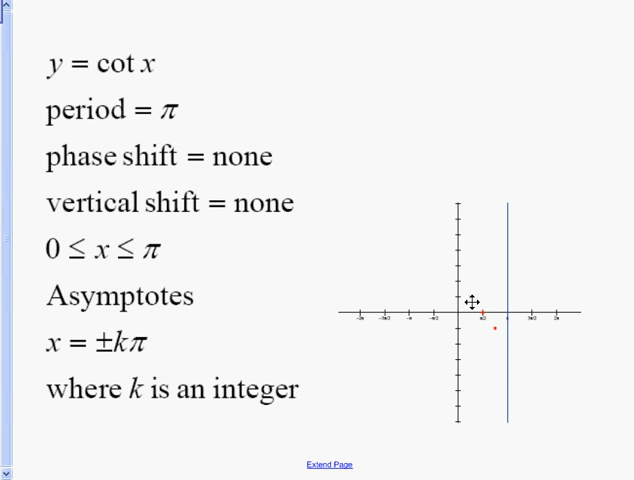 y = cot x
period = π
phase shift = none
vertical shift = none
0 ≤ x ≤ π
Asymptotes
x = ±kπ
where k is an integer
Extend Page